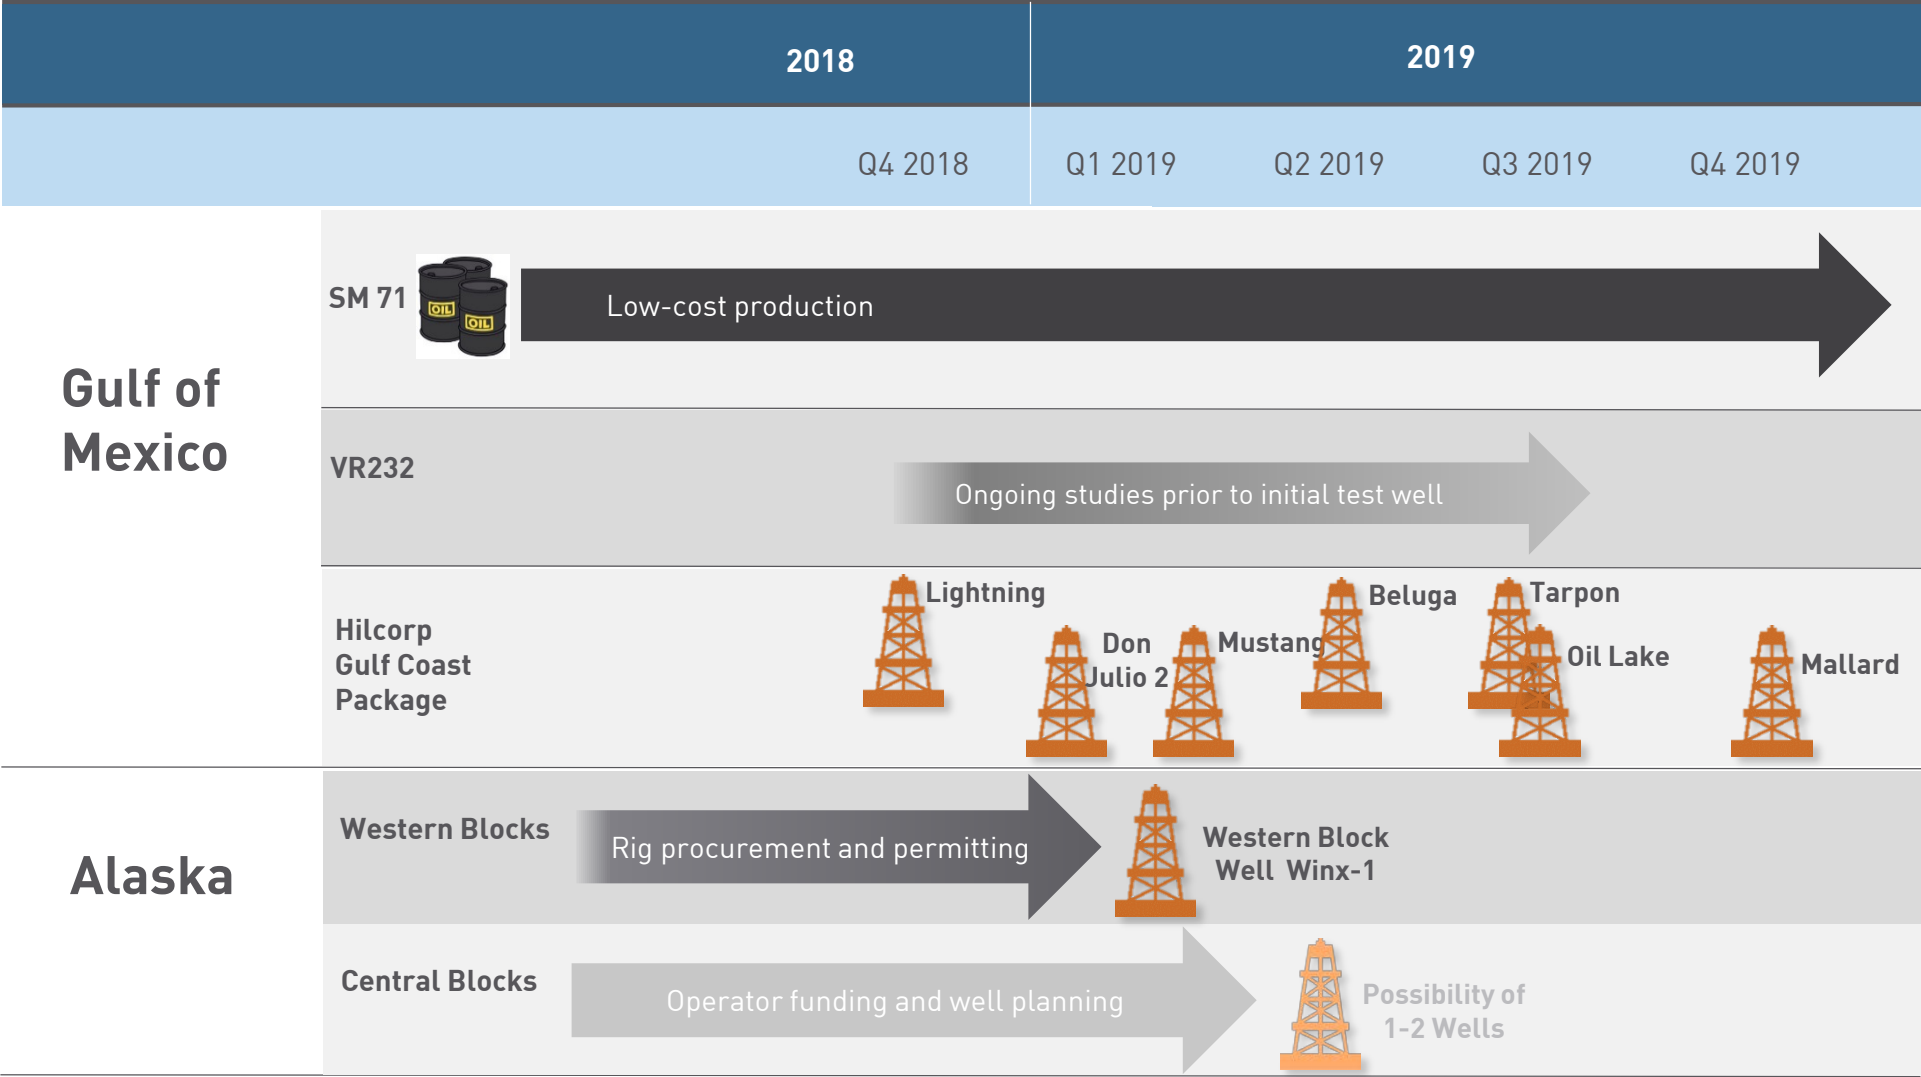 2018
2019
Q4 2018
Q1 2019
Q2 2019
Q3 2019
Q4 2019
Gulf of
Mexico
SM 71
OIL
OIL
Low-cost production
VR232
Ongoing studies prior to initial test well
Hilcorp
Gulf Coast
Package
Lightning
Don
Julio 2
Mustang
Beluga
Tarpon
Oil Lake
Mallard
Alaska
Western Blocks
Rig procurement and permitting
Western Block
Well Winx-1
Central Blocks
Operator funding and well planning
Possibility of
1-2 Wells